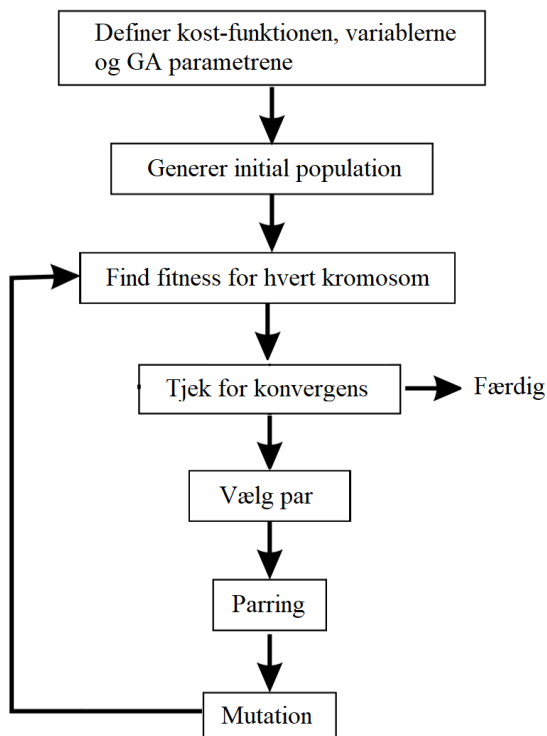 Definer kost-funktionen, variablerne
og GA parametrene
Generer initial population
Find fitness for hvert kromosom
Tjek for konvergens
Færdig
Vælg par
Parring
Mutation